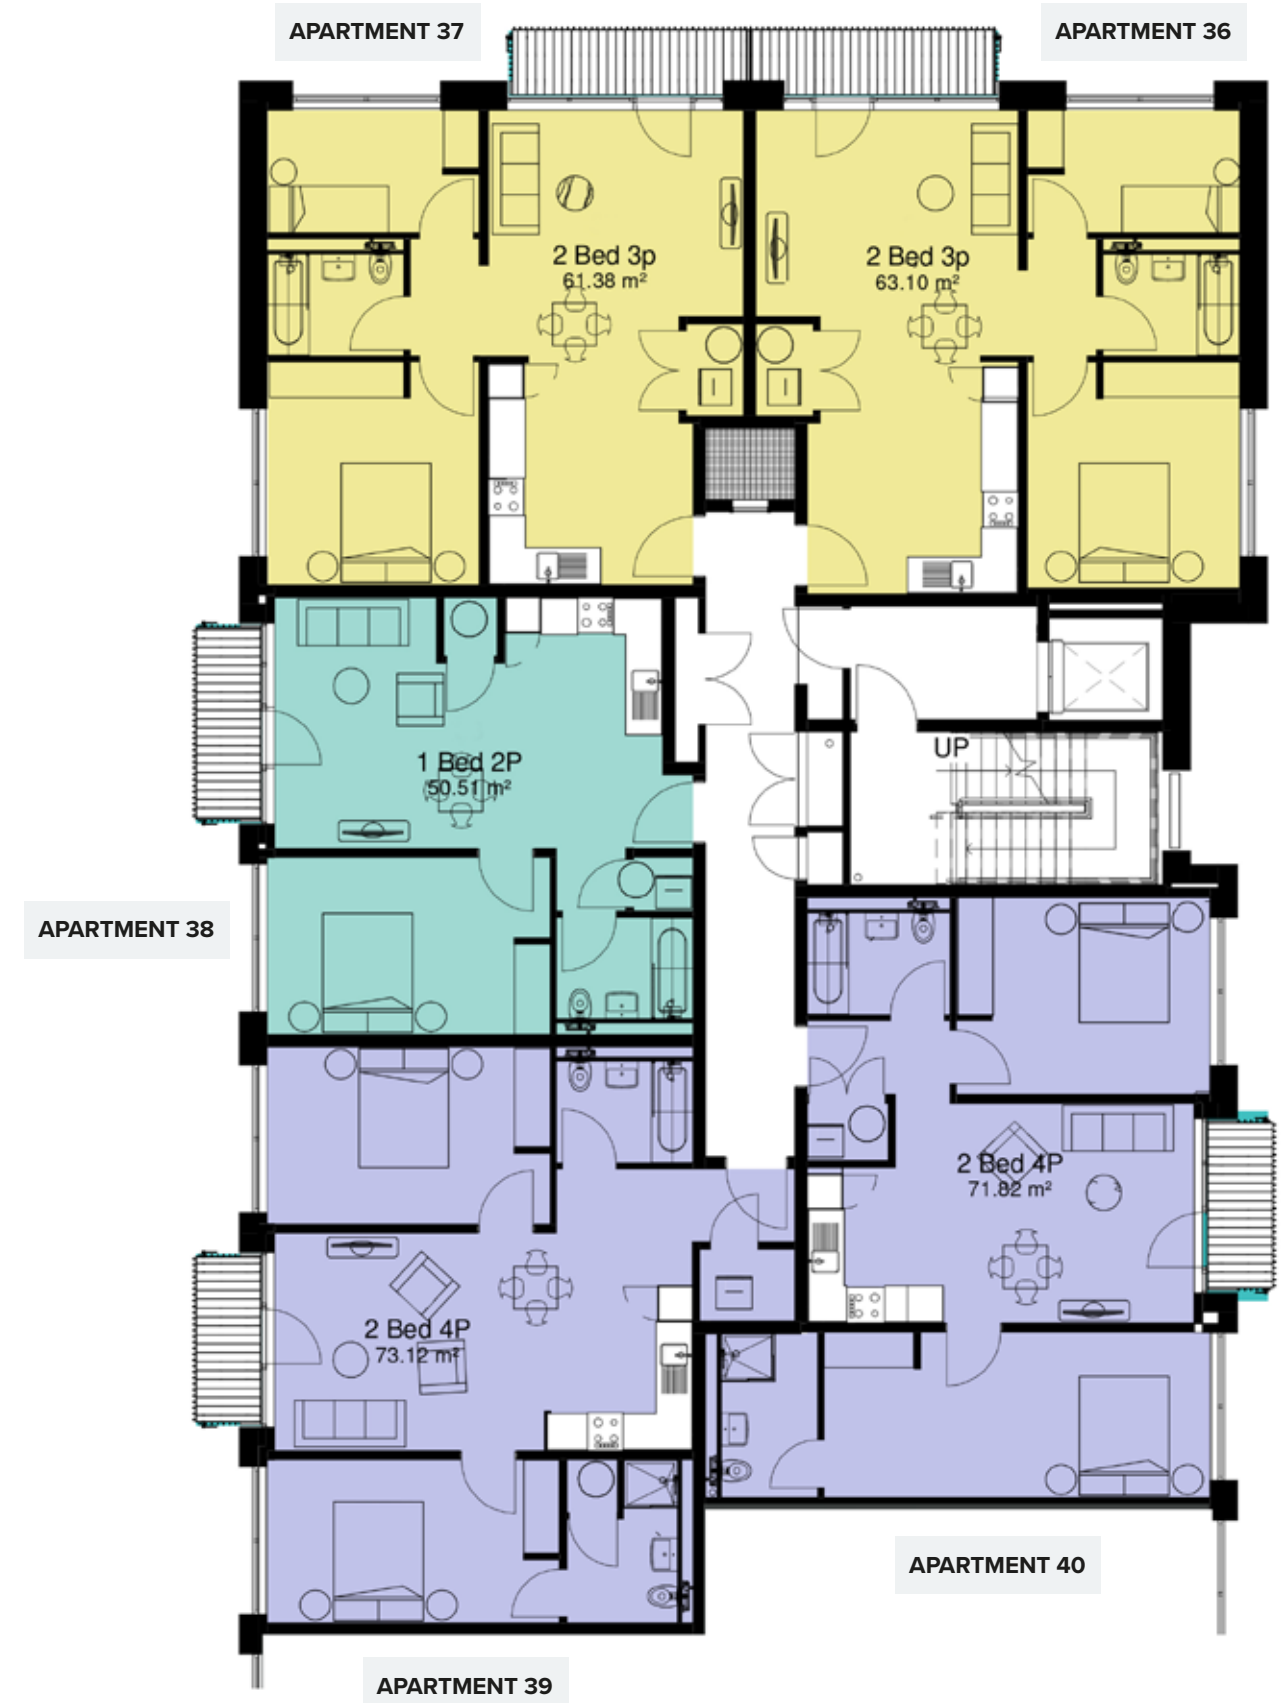 APARTMENT 37
APARTMENT 36
2 Bed 3p
61.38 m²
2 Bed 3p
63.10 m²
1 Bed 2P
50.51 m²
UP
APARTMENT 38
2 Bed 4P
71.82 m²
2 Bed 4P
73.12 m²
APARTMENT 40
APARTMENT 39